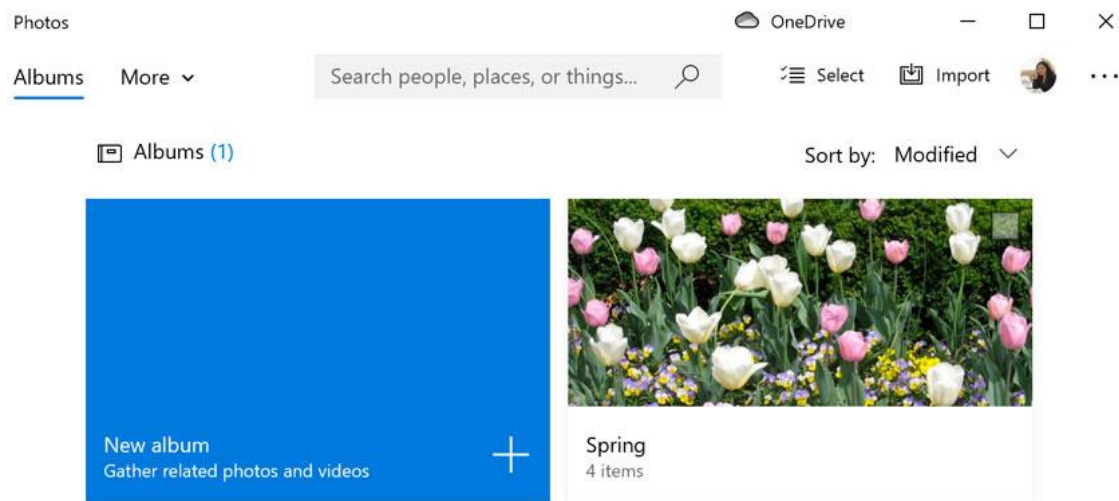 Photos
OneDrive
Albums
More
Search people, places, or things...
Select
Import
Albums (1)
Sort by: Modified
New album
Gather related photos and videos
Spring
4 items